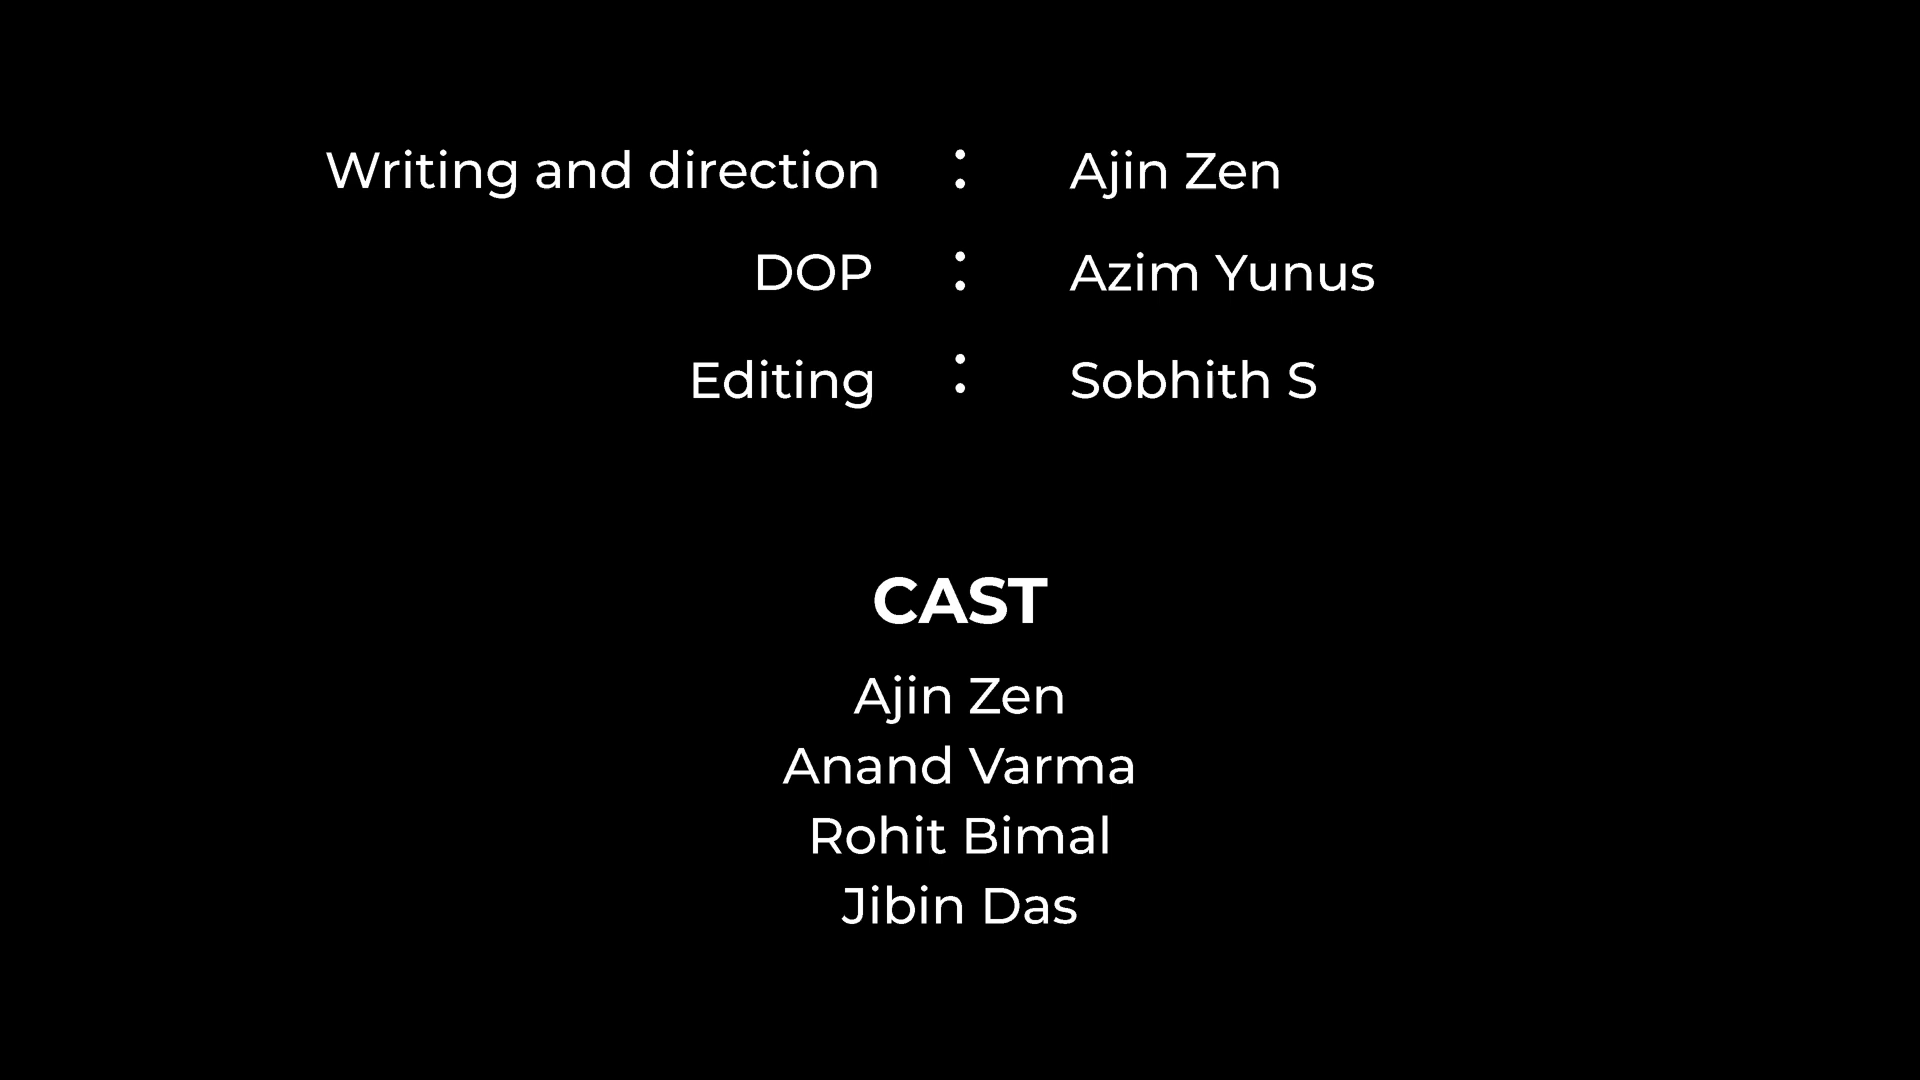 Writing and direction : Ajin Zen
DOP : Azim Yunus
Editing : Sobhith S
CAST
Ajin Zen
Anand Varma
Rohit Bimal
Jibin Das